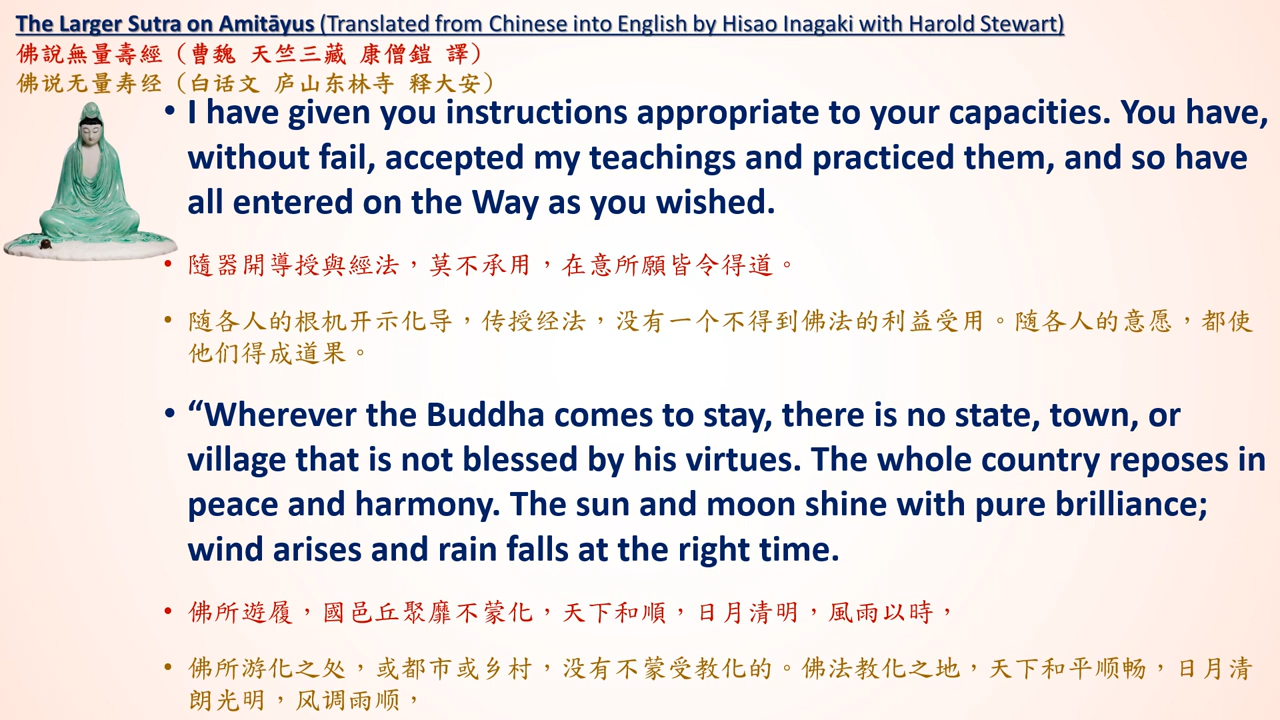 The Larger Sutra on Amitāyus (Translated from Chinese into English by Hisao Inagaki with Harold Stewart)
佛說無量壽經（曹魏 天竺三藏 康僧鎧 譯）
佛说无量寿经（白话文 庐山东林寺 释大安）
• I have given you instructions appropriate to your capacities. You have,
without fail, accepted my teachings and practiced them, and so have
all entered on the Way as you wished.
• 隨器開導授與經法，莫不承用，在意所願皆令得道。
• 随各人的根机开示化导，传授经法，没有一个不得到佛法的利益受用。随各人的意愿，都使
他们得成道果。
• “Wherever the Buddha comes to stay, there is no state, town, or
village that is not blessed by his virtues. The whole country reposes in
peace and harmony. The sun and moon shine with pure brilliance;
wind arises and rain falls at the right time.
• 佛所遊履，國邑丘聚靡不蒙化，天下和順，日月清明，風雨以時，
• 佛所游化之处，或都市或乡村，没有不蒙受教化的。佛法教化之地，天下和平顺畅，日月清
朗光明，风调雨顺，